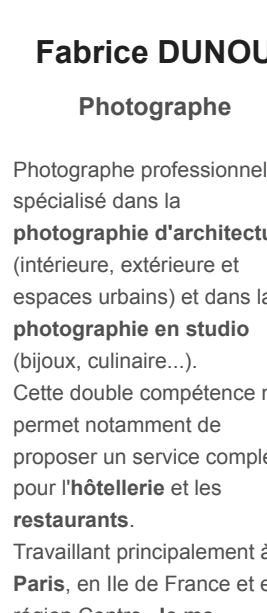 Fabrice DUNOU
Photographe
Photographe professionnel
spécialisé dans la
photographie d'architectu
(intérieure, extérieure et
espaces urbains) et dans la
photographie en studio
(bijoux, culinaire...).
Cette double compétence
permet notamment de
proposer un service comple
pour l'hôtellerie et les
restaurants.
Travaillant principalement à
Paris, en Ile de France et e
région Centre. Je me